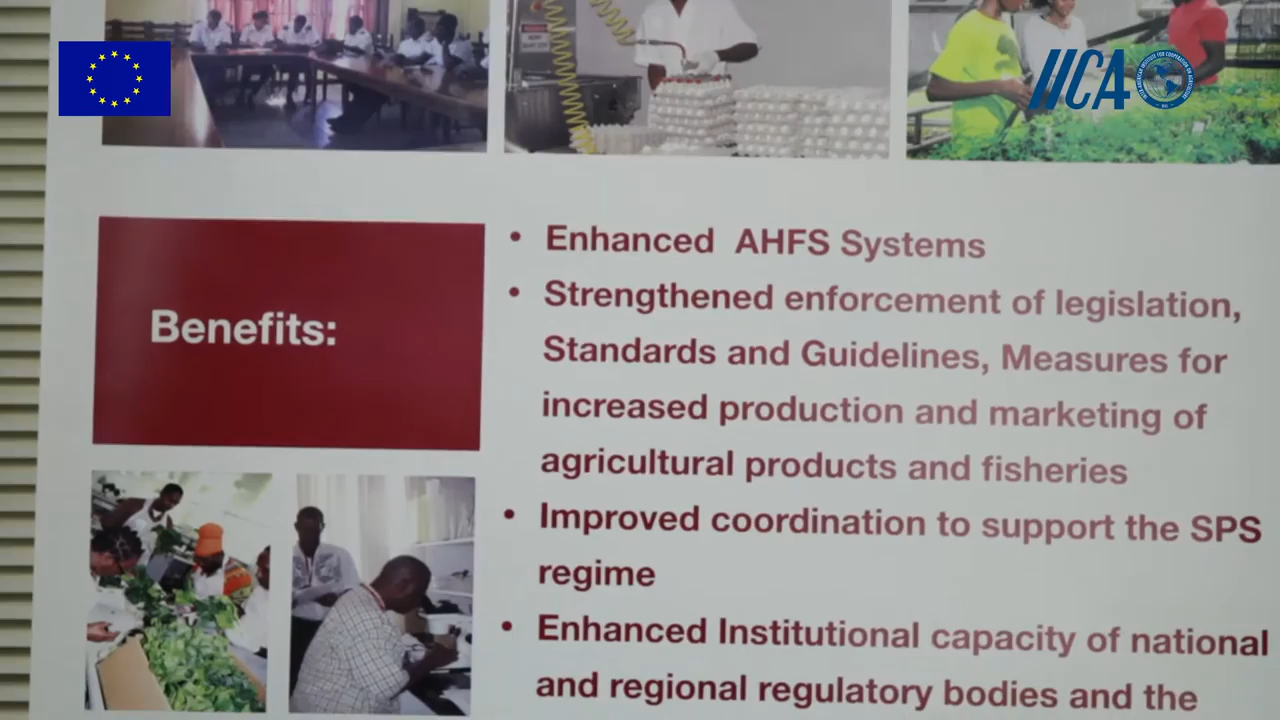 IICA
Benefits:
• Enhanced AHFS Systems
• Strengthened enforcement of legislation,
Standards and Guidelines, Measures for
increased production and marketing of
agricultural products and fisheries
• Improved coordination to support the SPS
regime
• Enhanced Institutional capacity of national
and regional regulatory bodies and the